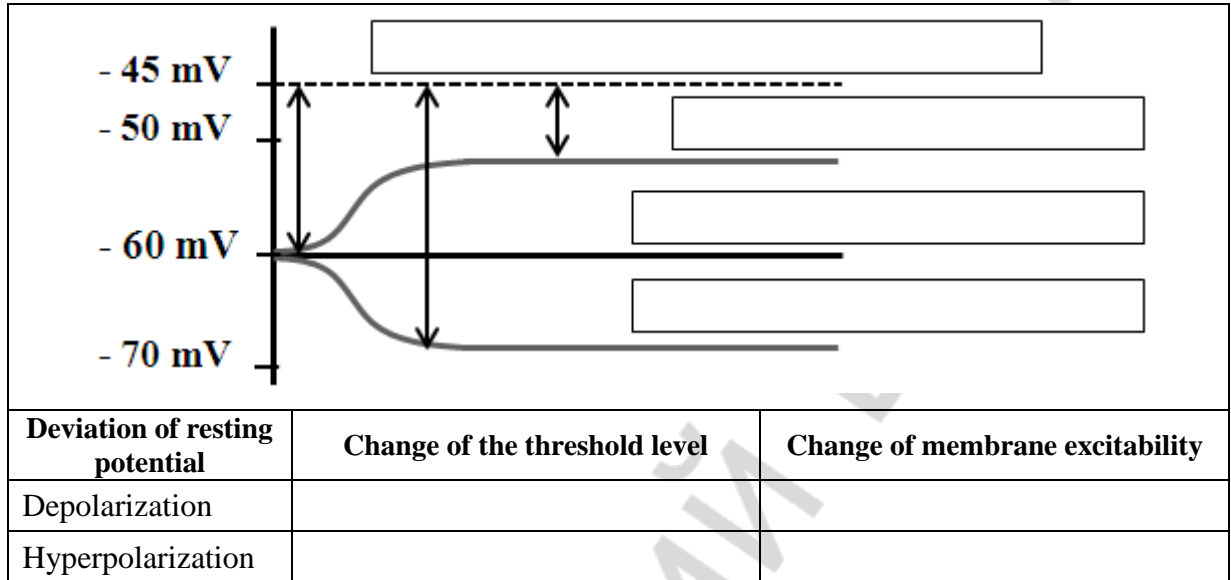 - 45 mV
- 50 mV
- 60 mV
- 70 mV
Deviation of resting
potential
Change of the threshold level
Change of membrane excitability
Depolarization
Hyperpolarization